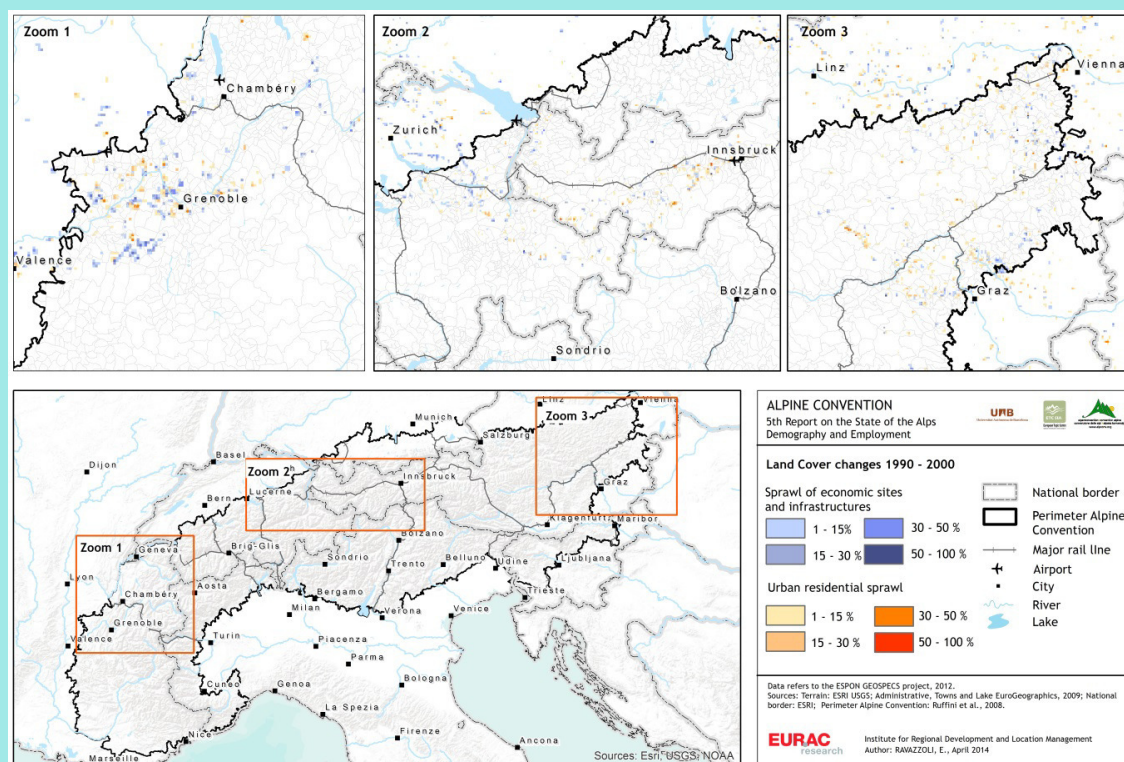 Zoom 1
Chambéry
Grenoble
Valence
Zoom 2
Zurich
Innsbruck
Bolzano
Sondrio
Zoom 3
Linz
Vienna
Graz
Linz
Vienna
Zoom 3
Munich
Salzburg
Dijon
Basel
Zoom 2
Innsbruck
Bern
Lucerne
Graz
Klagenfurt
Maribor
Zoom 1
Geneva
Brig-Glis
Bolzano
Sondrio
Belluno
Ljubljana
Trento
Udine
Lyon
Aosta
Chambéry
Bergamo
Trieste
Milan
Verona
Venice
Grenoble
Valence
Turin
Piacenza
Parma
Cuneo
Genoa
Bologna
La Spezia
Nice
Firenze
Ancona
Marseille
Sources: Esri, USGS, NOAA
ALPINE CONVENTION
5th Report on the State of the Alps
Demography and Employment
Land Cover changes 1990 - 2000
Sprawl of economic sites
and infrastructures
1 - 15%
30 - 50 %
15 - 30 %
50 - 100 %
Urban residential sprawl
1 - 15 %
30 - 50 %
15 - 30 %
50 - 100 %
National border
Perimeter Alpine
Convention
Major rail line
Airport
City
River
Lake
Data refers to the ESPON GEOSPECS project, 2012.
Sources: Terrain: ESRI USGS; Administrative, Towns and Lake EuroGeographics, 2009; National
border: ESRI; Perimeter Alpine Convention: Ruffini et al., 2008.
EURAC
research
Institute for Regional Development and Location Management
Author: RAVAZZOLI, E., April 2014